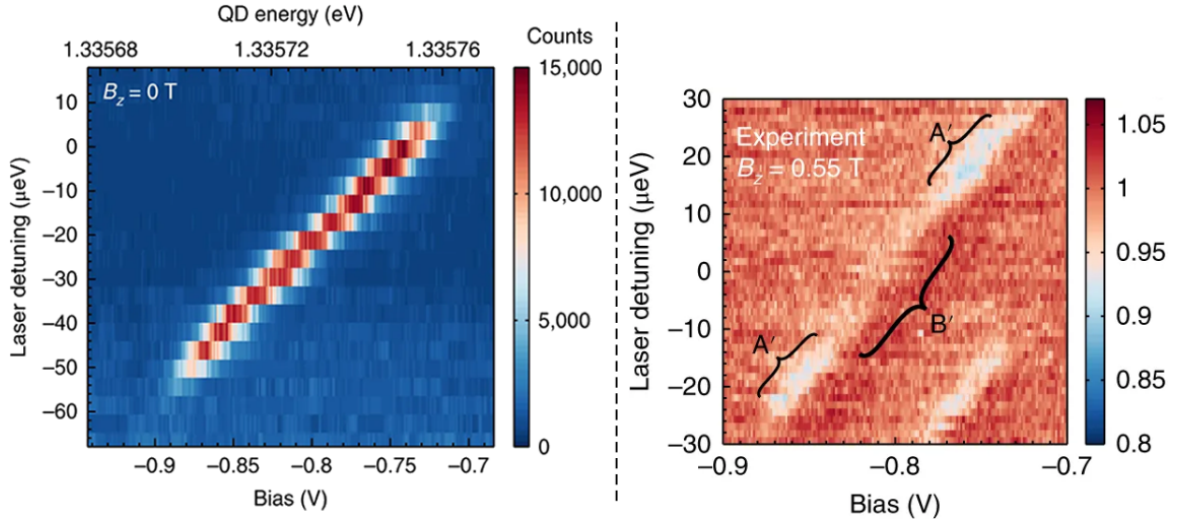 QD energy (eV)
1.33568 1.33572 1.33576
Counts
B_z = 0 T
15,000
10,000
5,000
0
Laser detuning (μeV)
10
0
−10
−20
−30
−40
−50
−60
−0.9 −0.85 −0.8 −0.75 −0.7
Bias (V)
Experiment
B_z = 0.55 T
A′
B′
A′
Laser detuning (μeV)
30
20
10
0
−10
−20
−30
−0.9 −0.8 −0.7
Bias (V)
1.05
1
0.95
0.9
0.85
0.8